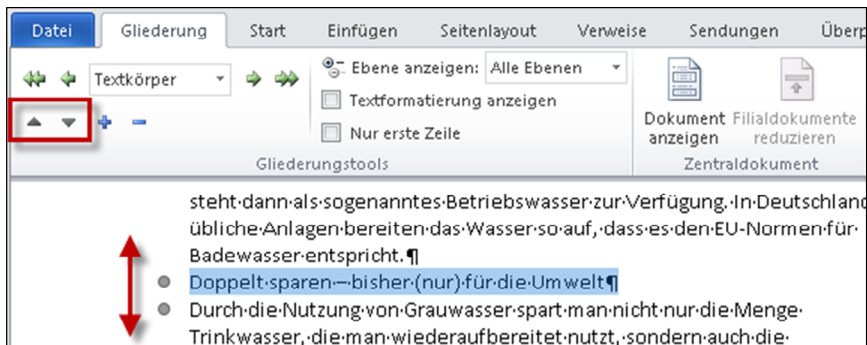 Datei Gliederung Start Einfügen Seitenlayout Verweise Sendungen Überp
Textkörper
Ebene anzeigen: Alle Ebenen
Textformatierung anzeigen
Nur erste Zeile
Gliederungstools
Dokument anzeigen
Filialdokumente reduzieren
Zentraldokument
steht·dann·als·sogenanntes·Betriebswasser·zur·Verfügung.·In·Deutschland
übliche·Anlagen·bereiten·das·Wasser·so·auf,·dass·es·den·EU-Normen·für·
Badewasser·entspricht.¶
Doppelt·sparen·–·bisher·(nur)·für·die·Umwelt¶
Durch·die·Nutzung·von·Grauwasser·spart·man·nicht·nur·die·Menge·
Trinkwasser,·die·man·wiederaufbereitet·nutzt,·sondern·auch·die·